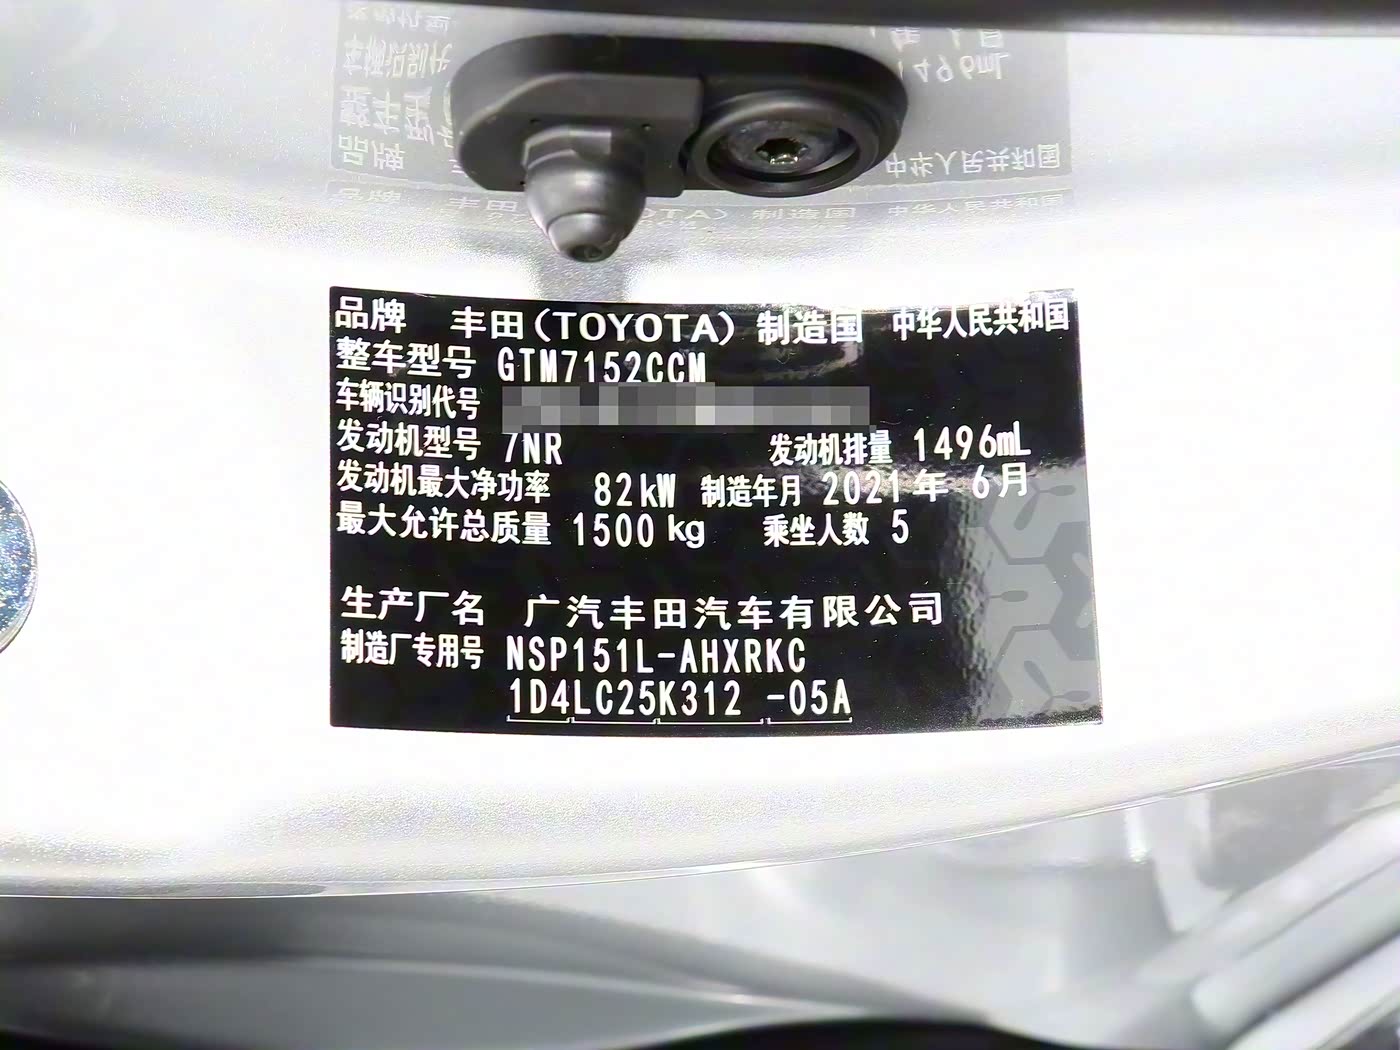 品牌 丰田(TOYOTA) 制造国 中华人民共和国
整车型号 GTM7152CCM
车辆识别代号
发动机型号 7NR 发动机排量 1496mL
发动机最大净功率 82kW 制造年月 2021年 6月
最大允许总质量 1500kg 乘坐人数 5
生产厂名 广汽丰田汽车有限公司
制造厂专用号 NSP151L-AHXRKC
1D4LC25K312 -05A